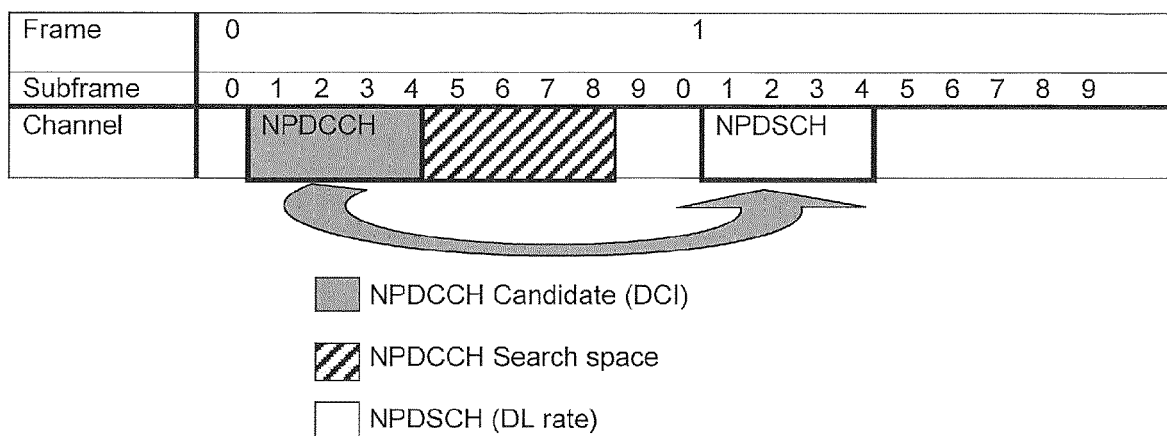 Frame 0 1
Subframe 0 1 2 3 4 5 6 7 8 9 0 1 2 3 4 5 6 7 8 9
Channel NPDCCH NPDSCH
NPDCCH Candidate (DCI)
NPDCCH Search space
NPDSCH (DL rate)